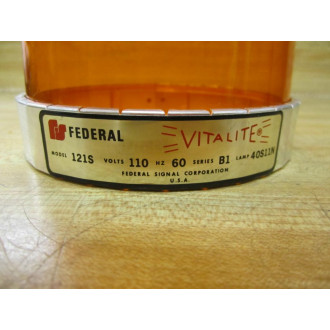 FEDERAL VITALITE®
MODEL 121S VOLTS 110 HZ 60 SERIES B1 LAMP 40S11N
FEDERAL SIGNAL CORPORATION
U.S.A.